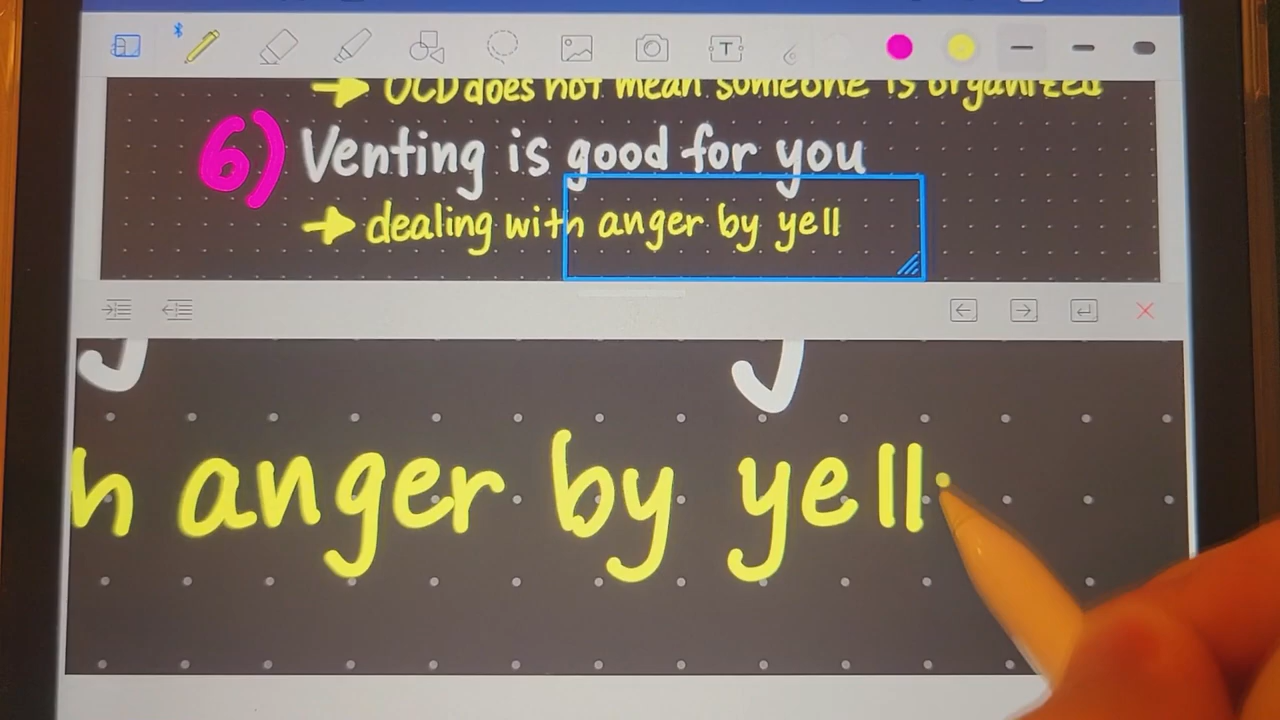 → OCD does not mean someone is organized
6) Venting is good for you
→ dealing with anger by yell
T
h anger by yell